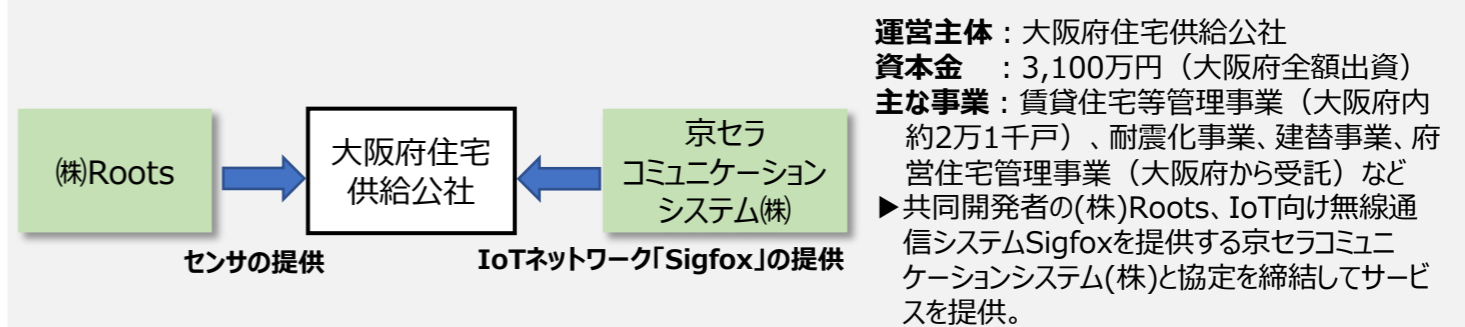 ㈱Roots
大阪府住宅
供給公社
京セラ
コミュニケーション
システム㈱
センサの提供
IoTネットワーク「Sigfox」の提供
運営主体：大阪府住宅供給公社
資本金　：3,100万円（大阪府全額出資）
主な事業：賃貸住宅等管理事業（大阪府内
約2万1千戸）、耐震化事業、建替事業、府
営住宅管理事業（大阪府から受託）など
▶共同開発者の(株)Roots、IoT向け無線通
信システムSigfoxを提供する京セラコミュニ
ケーションシステム(株)と協定を締結してサービ
スを提供。